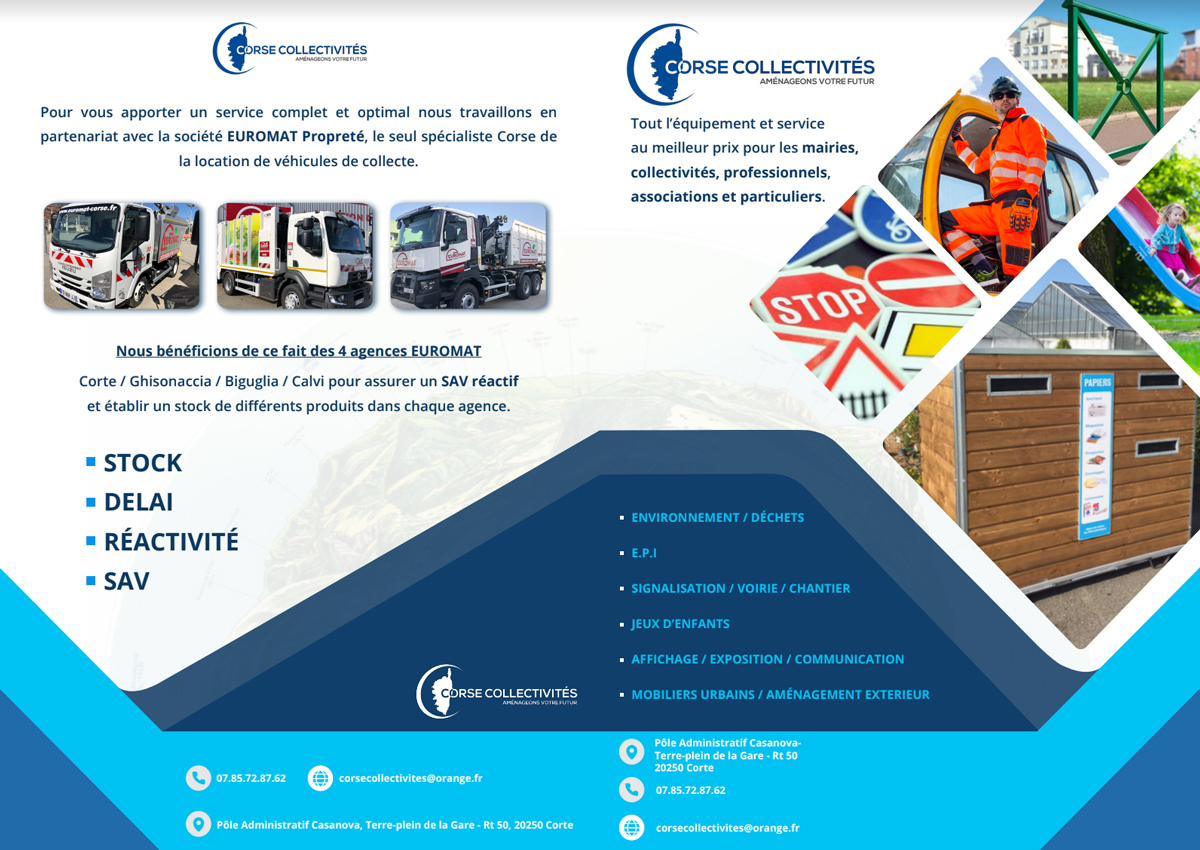 CORSE COLLECTIVITÉS
AMÉNAGEONS VOTRE FUTUR
Pour vous apporter un service complet et optimal nous travaillons en
partenariat avec la société EUROMAT Propreté, le seul spécialiste Corse de
la location de véhicules de collecte.
www.euromat-corse.fr
EUROMAT
EUROMAT
Nous bénéficions de ce fait des 4 agences EUROMAT
Corte / Ghisonaccia / Biguglia / Calvi pour assurer un SAV réactif
et établir un stock de différents produits dans chaque agence.
STOCK
DELAI
RÉACTIVITÉ
SAV
CORSE COLLECTIVITÉS
AMÉNAGEONS VOTRE FUTUR
07.85.72.87.62
corsecollectivites@orange.fr
Pôle Administratif Casanova, Terre-plein de la Gare - Rt 50, 20250 Corte
CORSE COLLECTIVITÉS
AMÉNAGEONS VOTRE FUTUR
Tout l'équipement et service
au meilleur prix pour les mairies,
collectivités, professionnels,
associations et particuliers.
STOP
PAPIERS
ENVIRONNEMENT / DÉCHETS
E.P.I
SIGNALISATION / VOIRIE / CHANTIER
JEUX D'ENFANTS
AFFICHAGE / EXPOSITION / COMMUNICATION
MOBILIERS URBAINS / AMÉNAGEMENT EXTERIEUR
Pôle Administratif Casanova-
Terre-plein de la Gare - Rt 50
20250 Corte
07.85.72.87.62
corsecollectivites@orange.fr